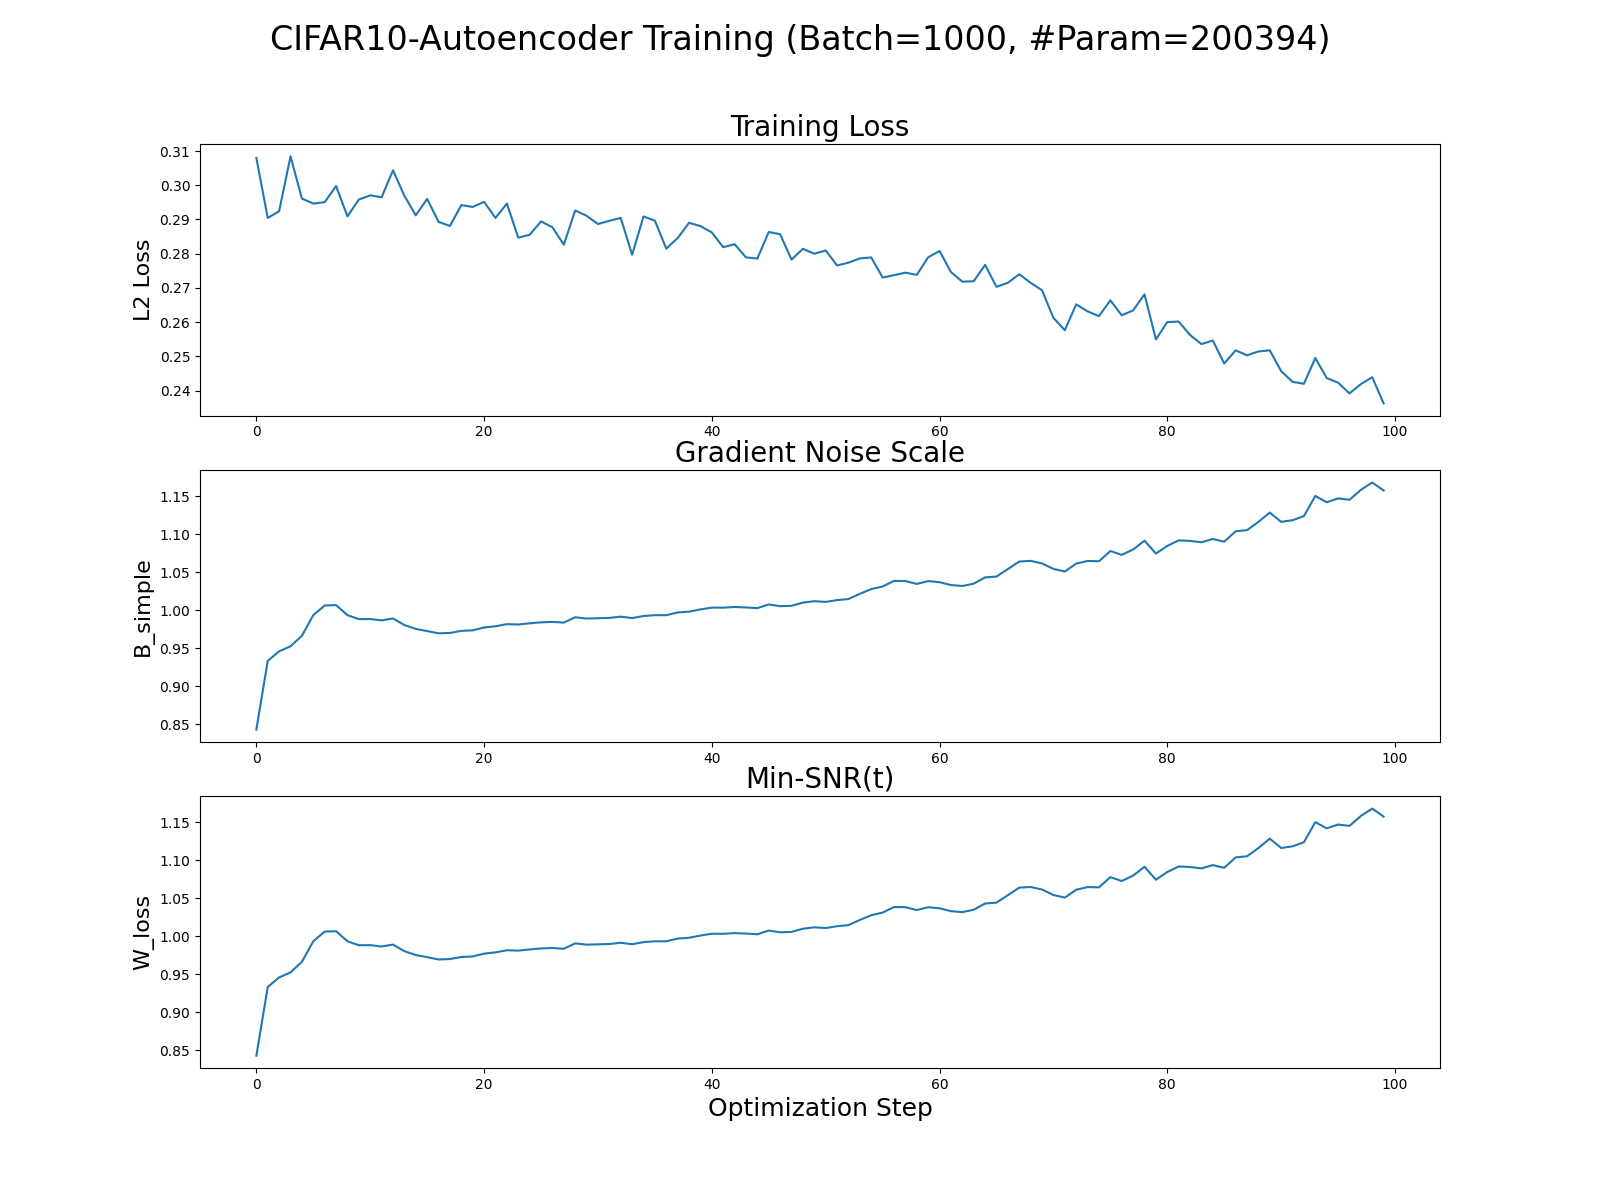 CIFAR10-Autoencoder Training (Batch=1000, #Param=200394)
Training Loss
L2 Loss
0.31
0.30
0.29
0.28
0.27
0.26
0.25
0.24
0 20 40 60 80 100
Gradient Noise Scale
B_simple
1.15
1.10
1.05
1.00
0.95
0.90
0.85
0 20 40 60 80 100
Min-SNR(t)
W_loss
1.15
1.10
1.05
1.00
0.95
0.90
0.85
0 20 40 60 80 100
Optimization Step